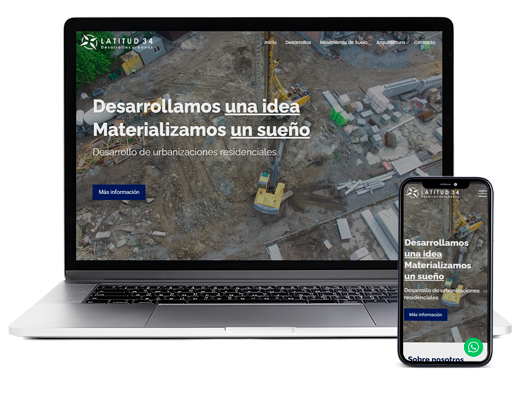 LATITUD 34
Desarrollos urbanos
Inicio Desarrollos Movimiento de Suelo Arquitectura Contacto
Desarrollamos una idea
Materializamos un sueño
Desarrollo de urbanizaciones residenciales
Más información
LATITUD 34
Desarrollos urbanos
Desarrollamos
una idea
Materializamos
un sueño
Desarrollo de urbanizaciones
residenciales
Más información
Sobre nosotros